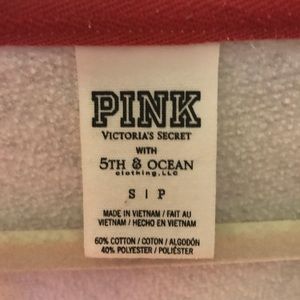 PINK
VICTORIA'S SECRET
WITH
5TH & OCEAN
clothing, LLC
S | P
MADE IN VIETNAM / FAIT AU
VIETNAM / HECHO EN VIETNAM
60% COTTON / COTON / ALGODÓN
40% POLYESTER / POLIÉSTER